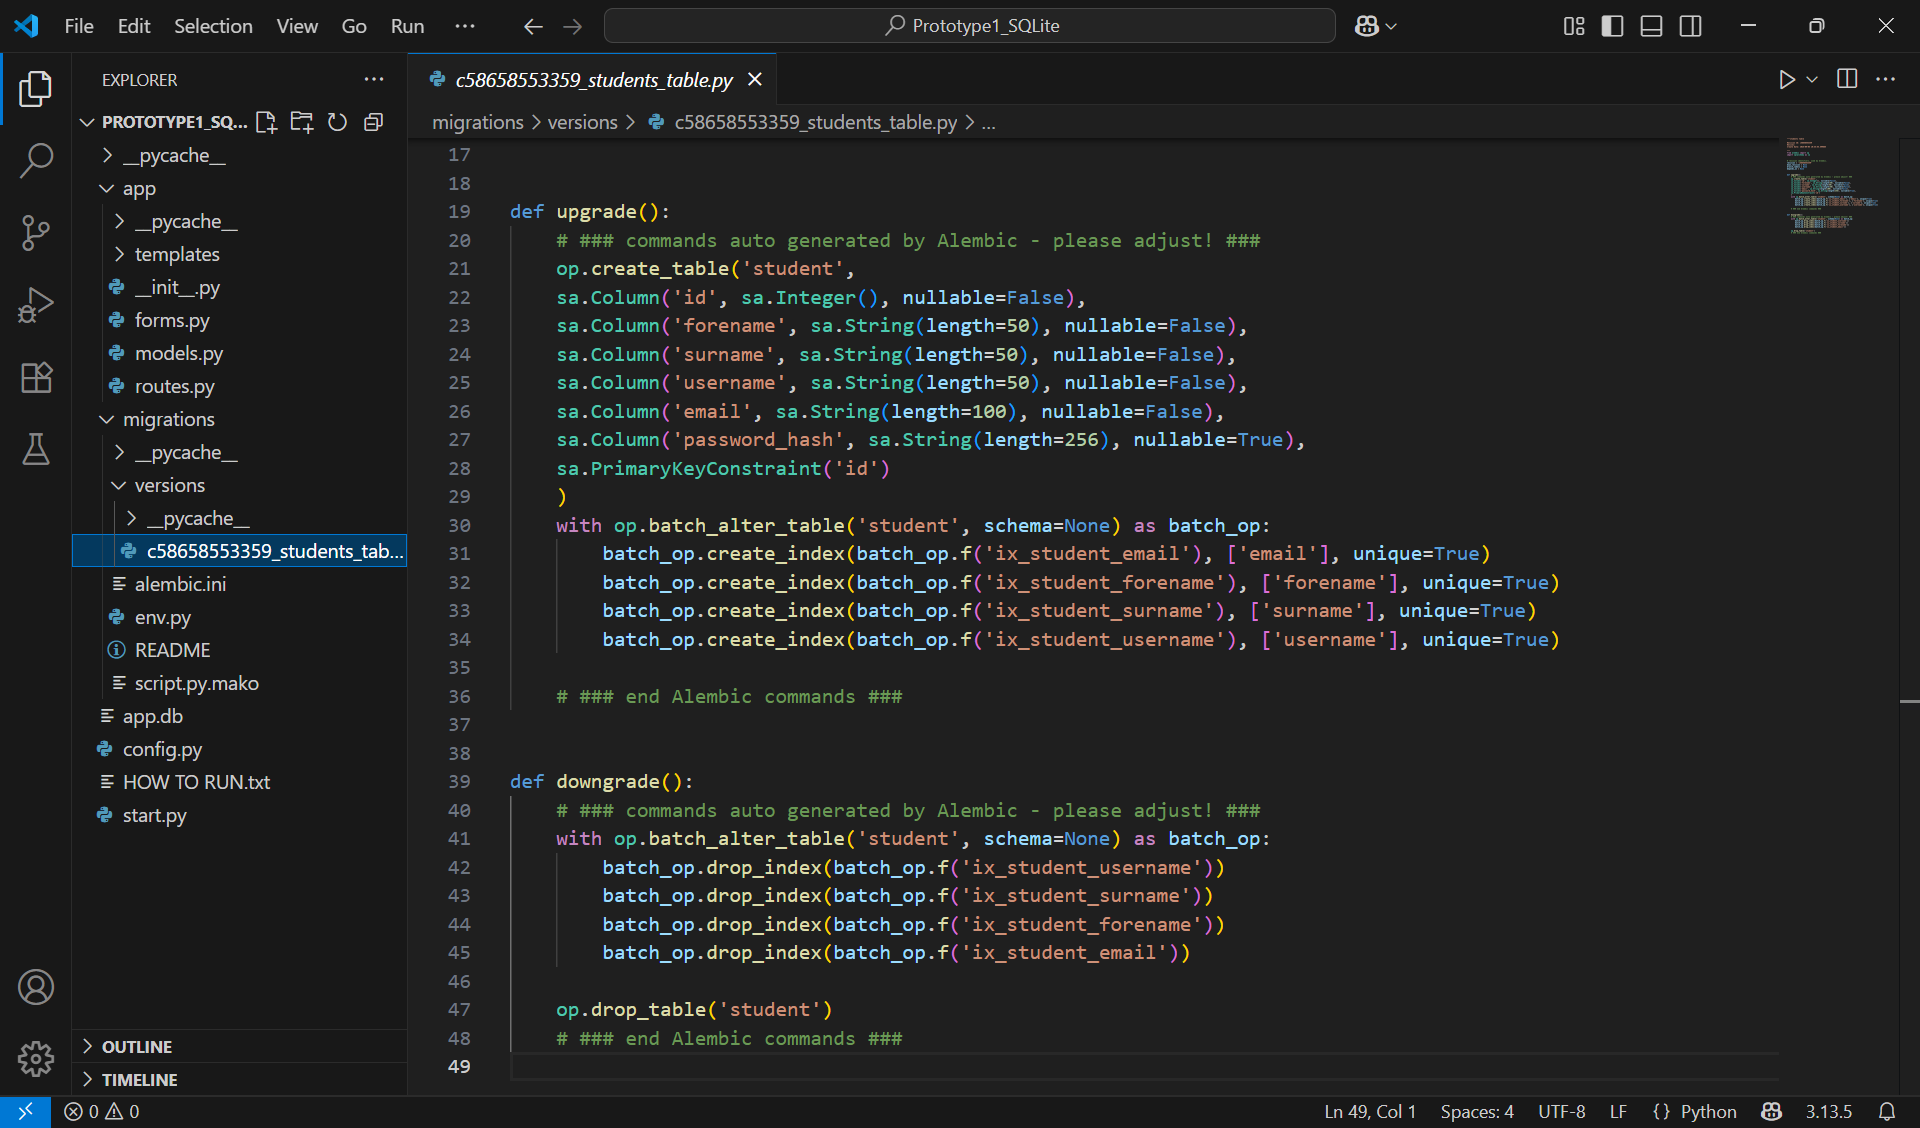 File Edit Selection View Go Run ··· Prototype1_SQLite
EXPLORER ···
c58658553359_students_table.py
PROTOTYPE1_SQ...
migrations > versions > c58658553359_students_table.py > ...
__pycache__
app
__pycache__
templates
__init__.py
forms.py
models.py
routes.py
migrations
__pycache__
versions
__pycache__
c58658553359_students_tab...
alembic.ini
env.py
README
script.py.mako
app.db
config.py
HOW TO RUN.txt
start.py
OUTLINE
TIMELINE
17
18
19 def upgrade():
20     # ### commands auto generated by Alembic - please adjust! ###
21     op.create_table('student',
22     sa.Column('id', sa.Integer(), nullable=False),
23     sa.Column('forename', sa.String(length=50), nullable=False),
24     sa.Column('surname', sa.String(length=50), nullable=False),
25     sa.Column('username', sa.String(length=50), nullable=False),
26     sa.Column('email', sa.String(length=100), nullable=False),
27     sa.Column('password_hash', sa.String(length=256), nullable=True),
28     sa.PrimaryKeyConstraint('id')
29     )
30     with op.batch_alter_table('student', schema=None) as batch_op:
31         batch_op.create_index(batch_op.f('ix_student_email'), ['email'], unique=True)
32         batch_op.create_index(batch_op.f('ix_student_forename'), ['forename'], unique=True)
33         batch_op.create_index(batch_op.f('ix_student_surname'), ['surname'], unique=True)
34         batch_op.create_index(batch_op.f('ix_student_username'), ['username'], unique=True)
35
36     # ### end Alembic commands ###
37
38
39 def downgrade():
40     # ### commands auto generated by Alembic - please adjust! ###
41     with op.batch_alter_table('student', schema=None) as batch_op:
42         batch_op.drop_index(batch_op.f('ix_student_username'))
43         batch_op.drop_index(batch_op.f('ix_student_surname'))
44         batch_op.drop_index(batch_op.f('ix_student_forename'))
45         batch_op.drop_index(batch_op.f('ix_student_email'))
46
47     op.drop_table('student')
48     # ### end Alembic commands ###
49
0 0 Ln 49, Col 1 Spaces: 4 UTF-8 LF {} Python 3.13.5